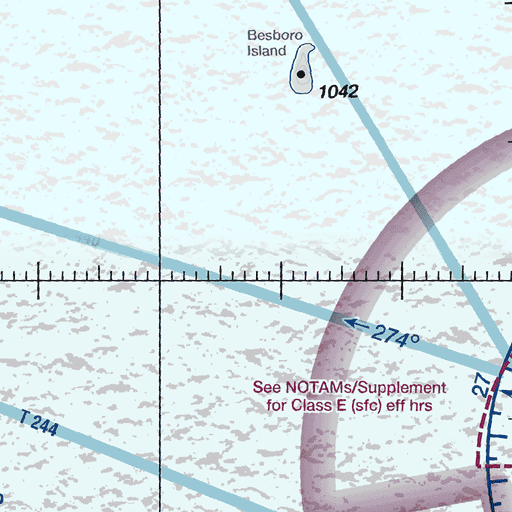 Besboro
Island
1042
274°
See NOTAMs/Supplement
for Class E (sfc) eff hrs
27
T 244